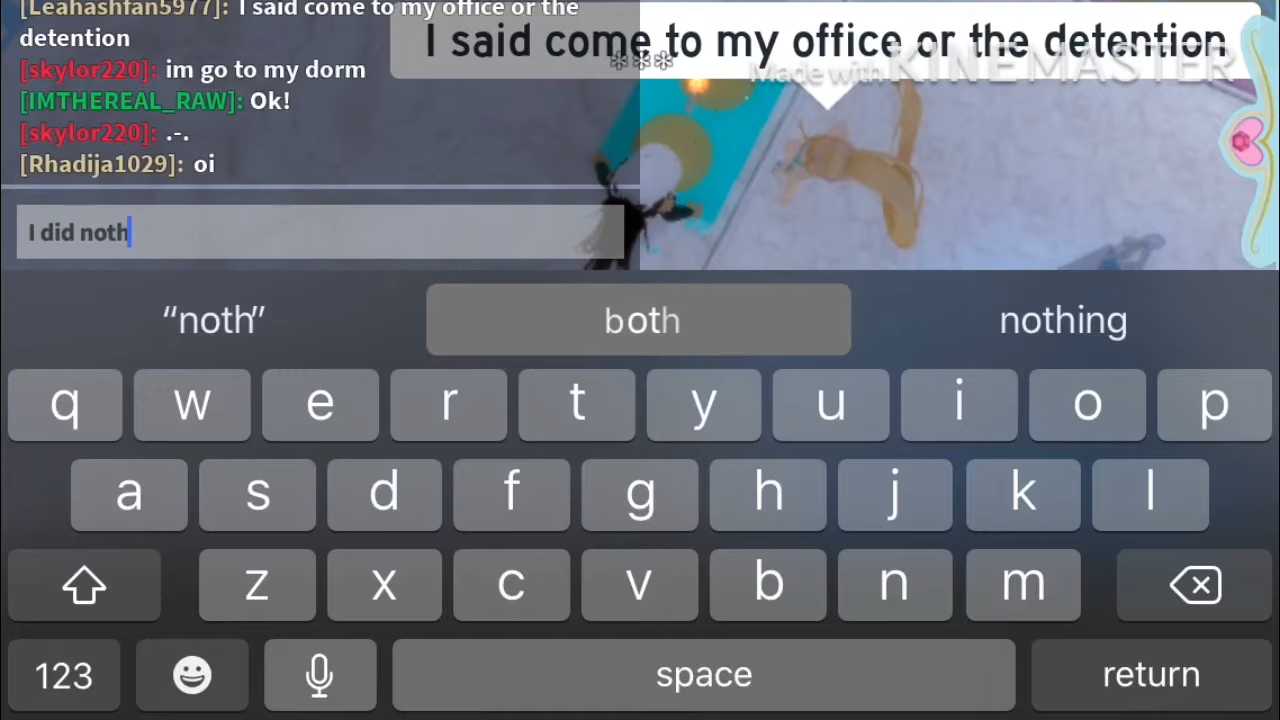 [Leahashfan5977]: I said come to my office or the
detention
[skylor220]: im go to my dorm
[IMTHEREAL_RAW]: Ok!
[skylor220]: .-.
[Rhadija1029]: oi
I said come to my office or the detention
***
Made with KINEMASTER
I did noth
“noth” both nothing
q w e r t y u i o p
a s d f g h j k l
z x c v b n m
123 space return